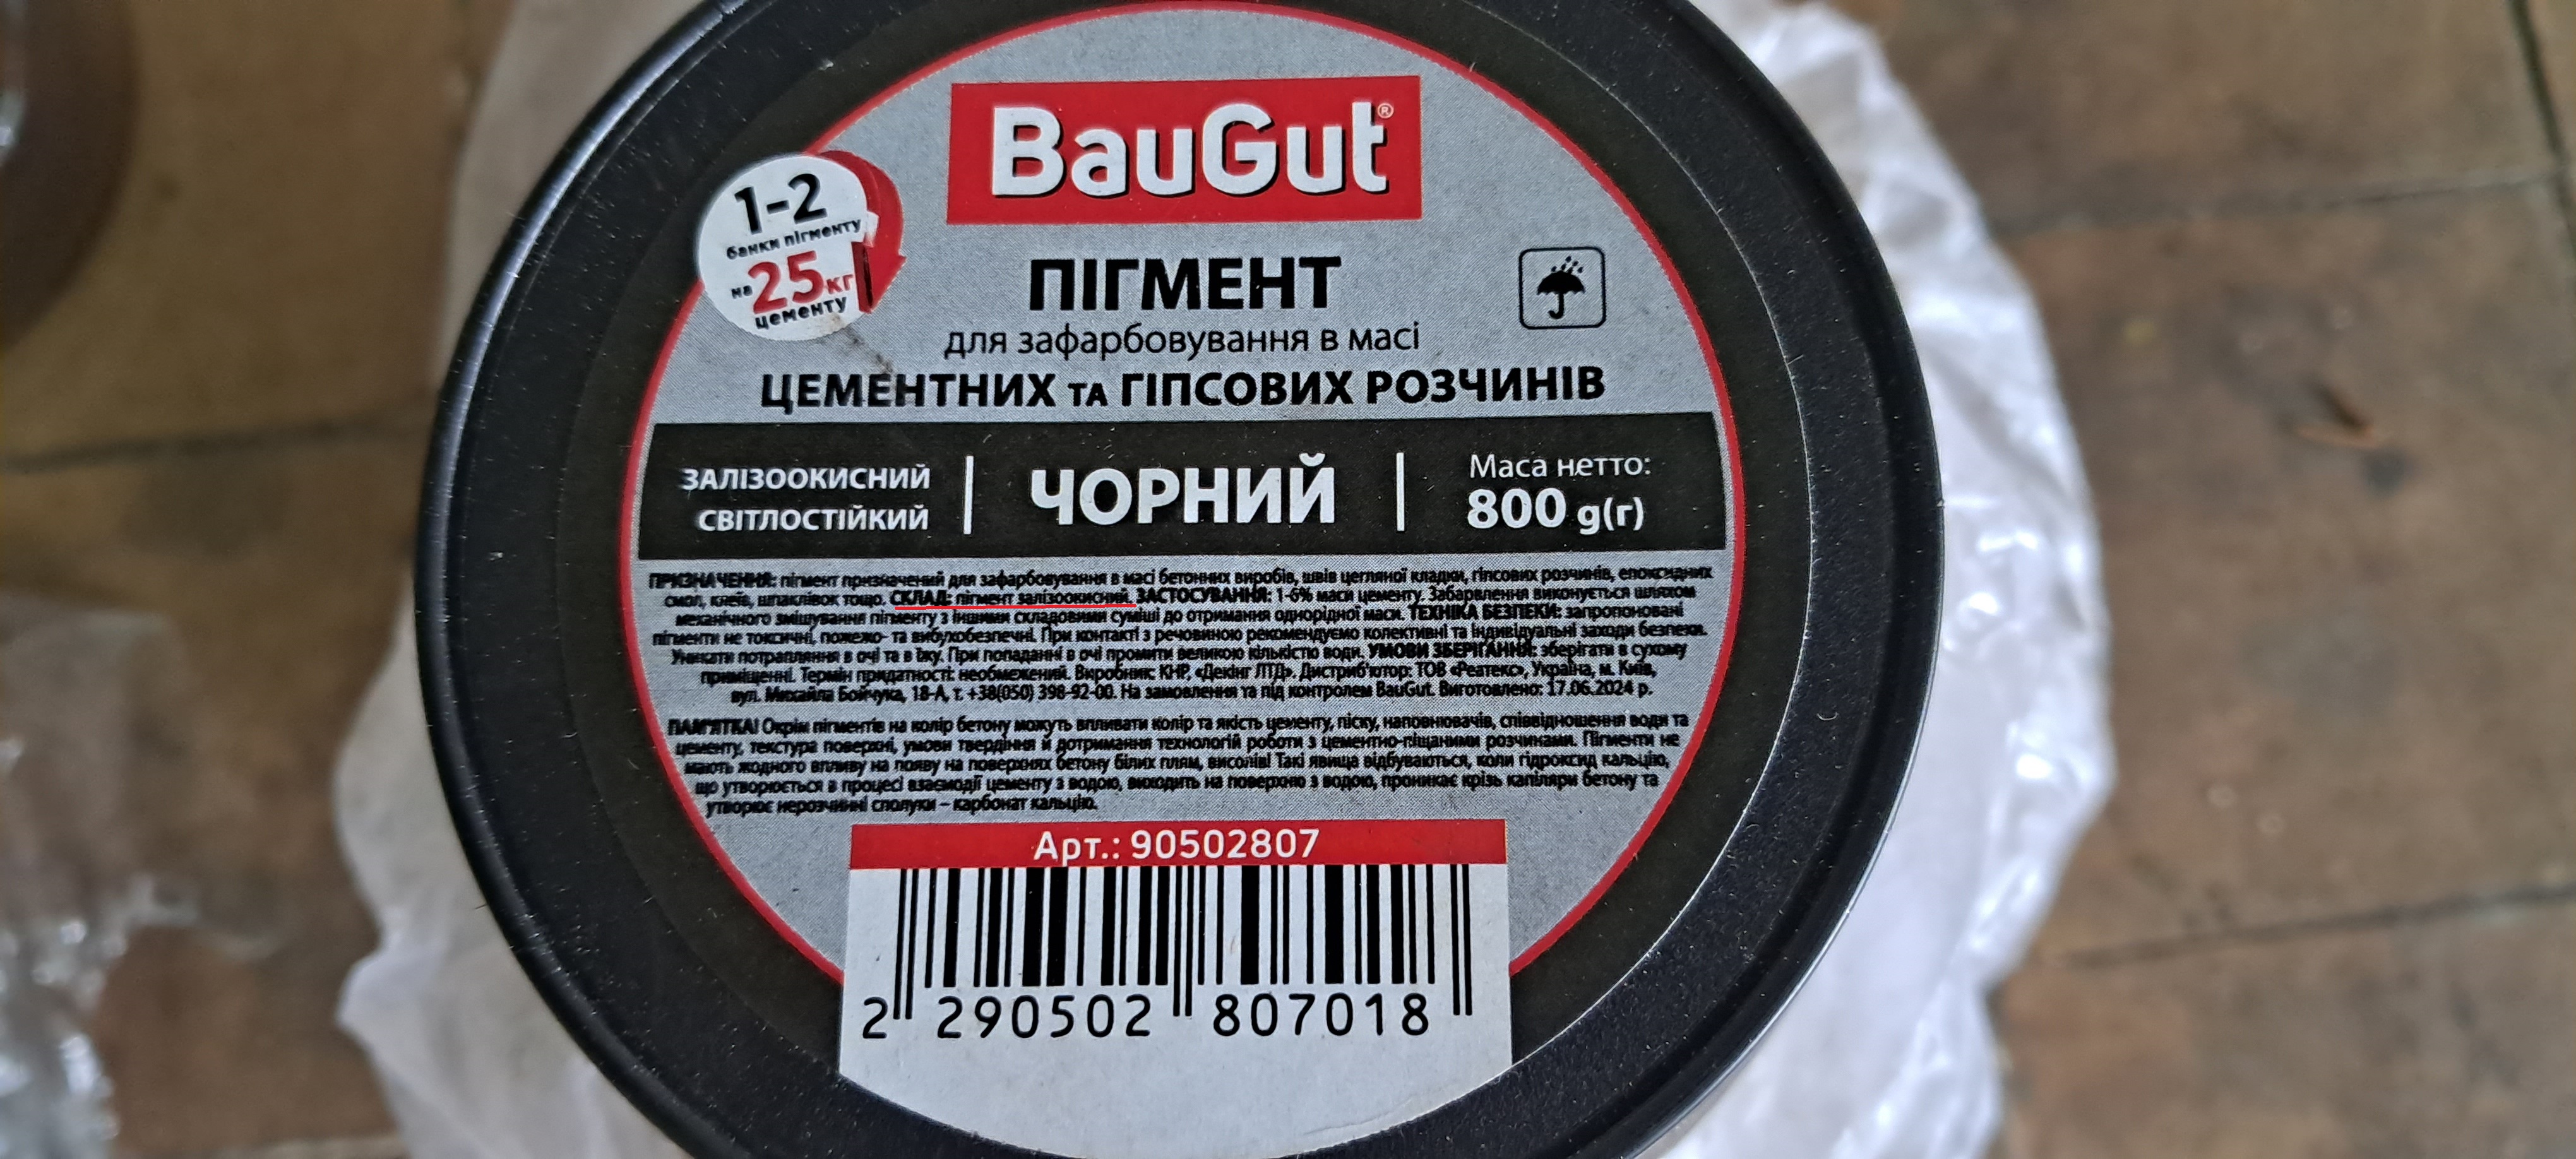 BauGut®
1-2
банки пігменту
на 25 кг
цементу
ПІГМЕНТ
для зафарбовування в масі
ЦЕМЕНТНИХ ТА ГІПСОВИХ РОЗЧИНІВ
ЗАЛІЗООКИСНИЙ
СВІТЛОСТІЙКИЙ
ЧОРНИЙ
Маса нетто:
800 g(г)
ПРИЗНАЧЕННЯ: пігмент призначений для зафарбовування в масі бетонних виробів, швів цегляної кладки, гіпсових розчинів, епоксидних
смол, клеїв, шпаклівок тощо. СКЛАД: пігмент залізоокисний. ЗАСТОСУВАННЯ: 1-6% маси цементу. Забарвлення виконується шляхом
механічного змішування пігменту з іншими складовими суміші до отримання однорідної маси. ТЕХНІКА БЕЗПЕКИ: запропоновані
пігменти не токсичні, пожежо- та вибухобезпечні. При контакті з речовиною рекомендуємо колективні та індивідуальні заходи безпеки.
Уникати потрапляння в очі та в їжу. При попаданні в очі промити великою кількістю води. УМОВИ ЗБЕРІГАННЯ: зберігати в сухому
приміщенні. Термін придатності: необмежений. Виробник: КНР, «Декінг ЛТД». Дистриб'ютор: ТОВ «Реатекс», Україна, м. Київ,
вул. Михайла Бойчука, 18-А, т. +38(050) 398-92-00. На замовлення та під контролем BauGut. Виготовлено: 17.06.2024 р.
ПАМ'ЯТКА! Окрім пігментів на колір бетону можуть впливати колір та якість цементу, піску, наповнювачів, співвідношення води та
цементу, текстура поверхні, умови твердіння й дотримання технологій роботи з цементно-піщаними розчинами. Пігменти не
мають жодного впливу на появу на поверхнях бетону білих плям, висолів! Такі явища відбуваються, коли гідроксид кальцію,
що утворюється в процесі взаємодії цементу з водою, виходить на поверхню з водою, проникає крізь капіляри бетону та
утворює нерозчинні сполуки – карбонат кальцію.
Арт.: 90502807
2 290502 807018